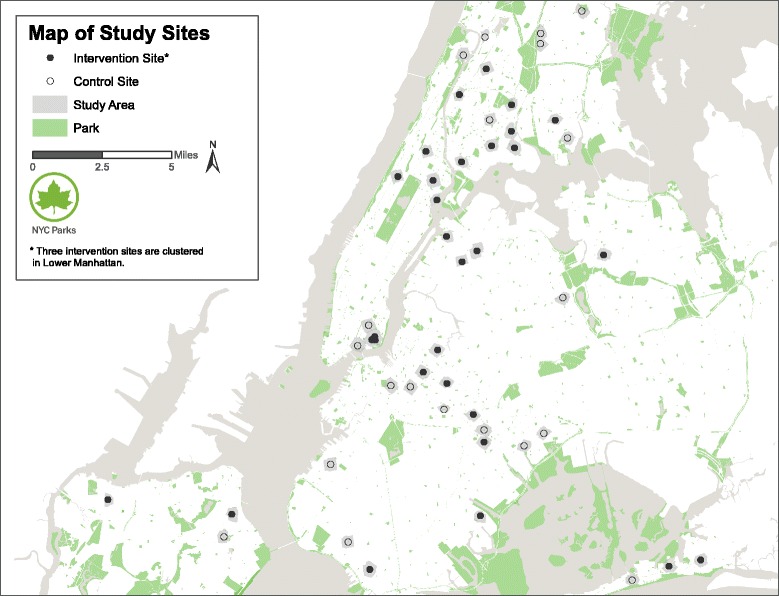 Map of Study Sites
Intervention Site*
Control Site
Study Area
Park
Miles
0 2.5 5
N
NYC Parks
* Three intervention sites are clustered
in Lower Manhattan.